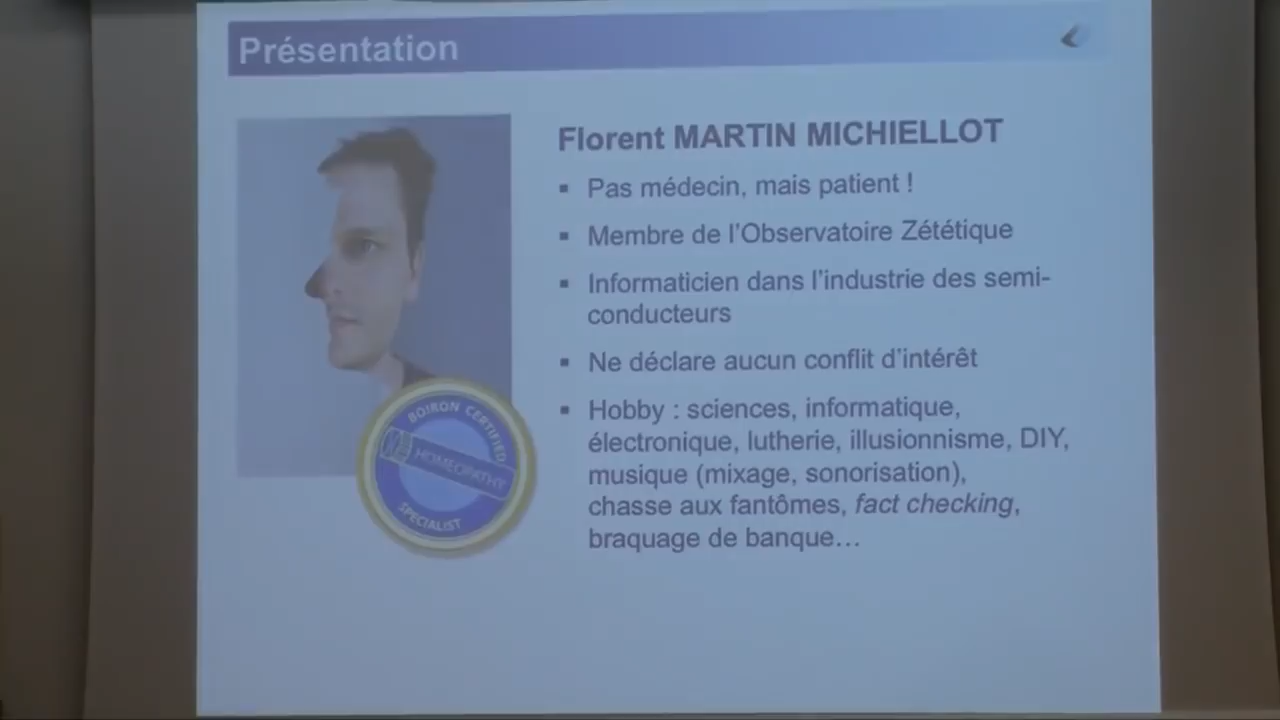 Présentation
Florent MARTIN MICHIELLOT
▪ Pas médecin, mais patient !
▪ Membre de l'Observatoire Zététique
▪ Informaticien dans l'industrie des semi-
conducteurs
▪ Ne déclare aucun conflit d'intérêt
▪ Hobby : sciences, informatique,
électronique, lutherie, illusionnisme, DIY,
musique (mixage, sonorisation),
chasse aux fantômes, fact checking,
braquage de banque…
BOIRON CERTIFIED
HOMEOPATHY
SPECIALIST